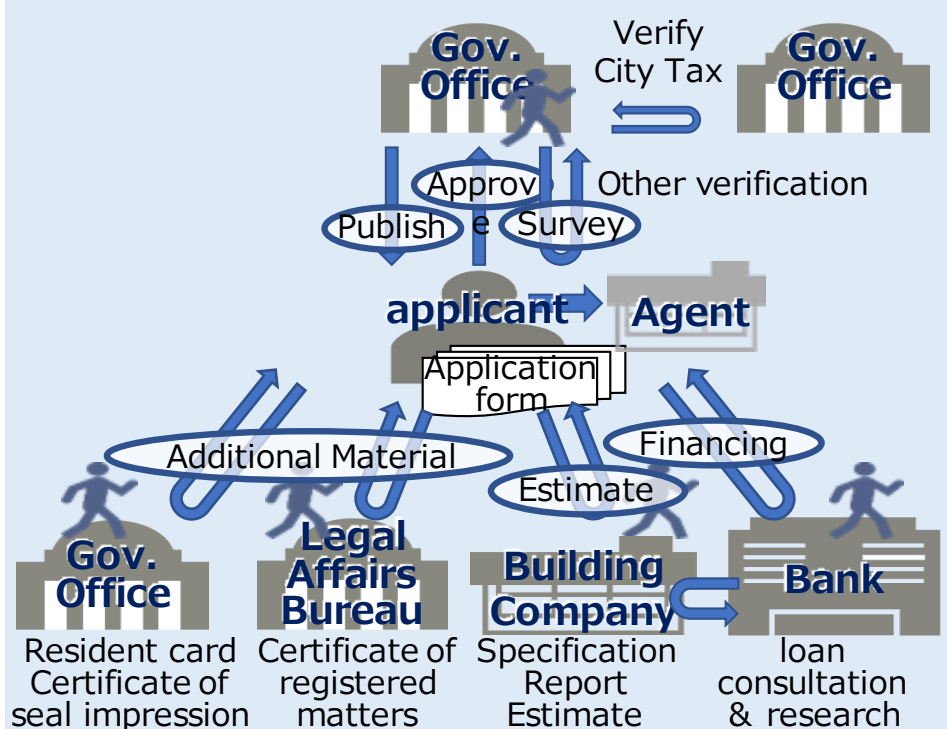 Gov.
Office
Verify
City Tax
Gov.
Office
Approv
e
Publish
Survey
Other verification
applicant
Agent
Application
form
Additional Material
Financing
Estimate
Gov.
Office
Legal
Affairs
Bureau
Building
Company
Bank
Resident card
Certificate of
seal impression
Certificate of
registered
matters
Specification
Report
Estimate
loan
consultation
& research